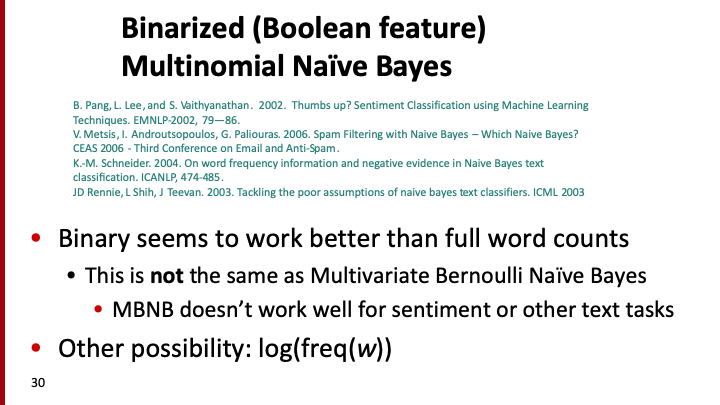 Binarized (Boolean feature)
Multinomial Naïve Bayes
B. Pang, L. Lee, and S. Vaithyanathan. 2002. Thumbs up? Sentiment Classification using Machine Learning
Techniques. EMNLP-2002, 79—86.
V. Metsis, I. Androutsopoulos, G. Paliouras. 2006. Spam Filtering with Naive Bayes – Which Naive Bayes?
CEAS 2006 - Third Conference on Email and Anti-Spam.
K.-M. Schneider. 2004. On word frequency information and negative evidence in Naive Bayes text
classification. ICANLP, 474-485.
JD Rennie, L Shih, J Teevan. 2003. Tackling the poor assumptions of naive bayes text classifiers. ICML 2003
• Binary seems to work better than full word counts
• This is not the same as Multivariate Bernoulli Naïve Bayes
• MBNB doesn’t work well for sentiment or other text tasks
• Other possibility: log(freq(w))
30